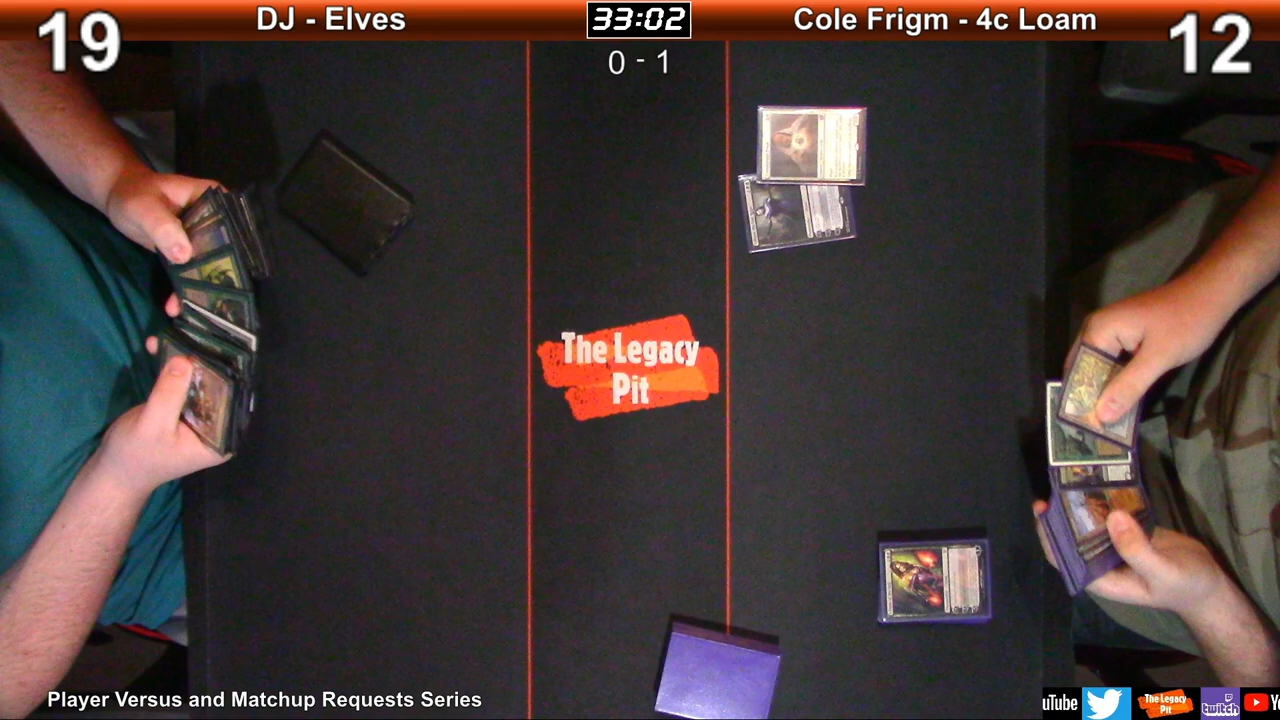 19
DJ - Elves
33:02
Cole Frigm - 4c Loam
12
0 - 1
The Legacy
Pit
Player Versus and Matchup Requests Series
uTube
The Legacy
Pit
twitch
Y